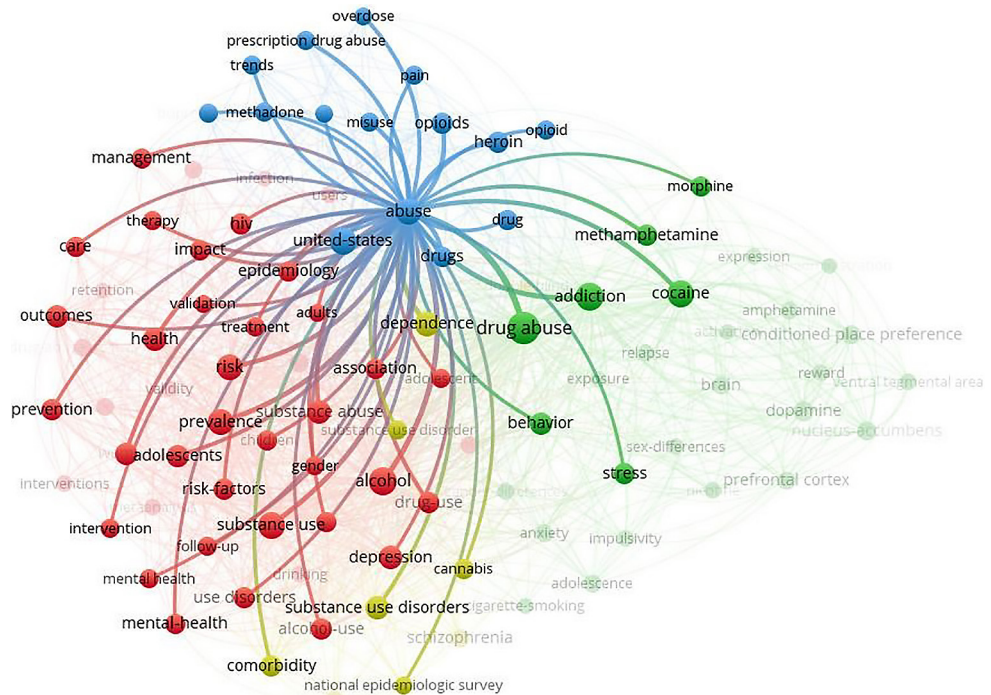 overdose
prescription drug abuse
trends
pain
methadone
misuse
opioids
opioid
heroin
management
infection
morphine
users
abuse
therapy
hiv
drug
methamphetamine
care
impact
united-states
drugs
expression
epidemiology
retention
validation
addiction
cocaine
outcomes
adults
amphetamine
treatment
dependence
drug abuse
conditioned place preference
health
relapse
risk
association
adolescent
exposure
reward
brain
ventral tegmental area
validity
prevention
substance abuse
dopamine
prevalence
substance use disorder
behavior
nucleus-accumbens
children
sex-differences
adolescents
gender
stress
interventions
risk-factors
alcohol
prefrontal cortex
drug-use
intervention
substance use
anxiety
impulsivity
follow-up
depression
cannabis
mental health
drinking
adolescence
use disorders
substance use disorders
cigarette-smoking
mental-health
alcohol-use
schizophrenia
comorbidity
national epidemiologic survey